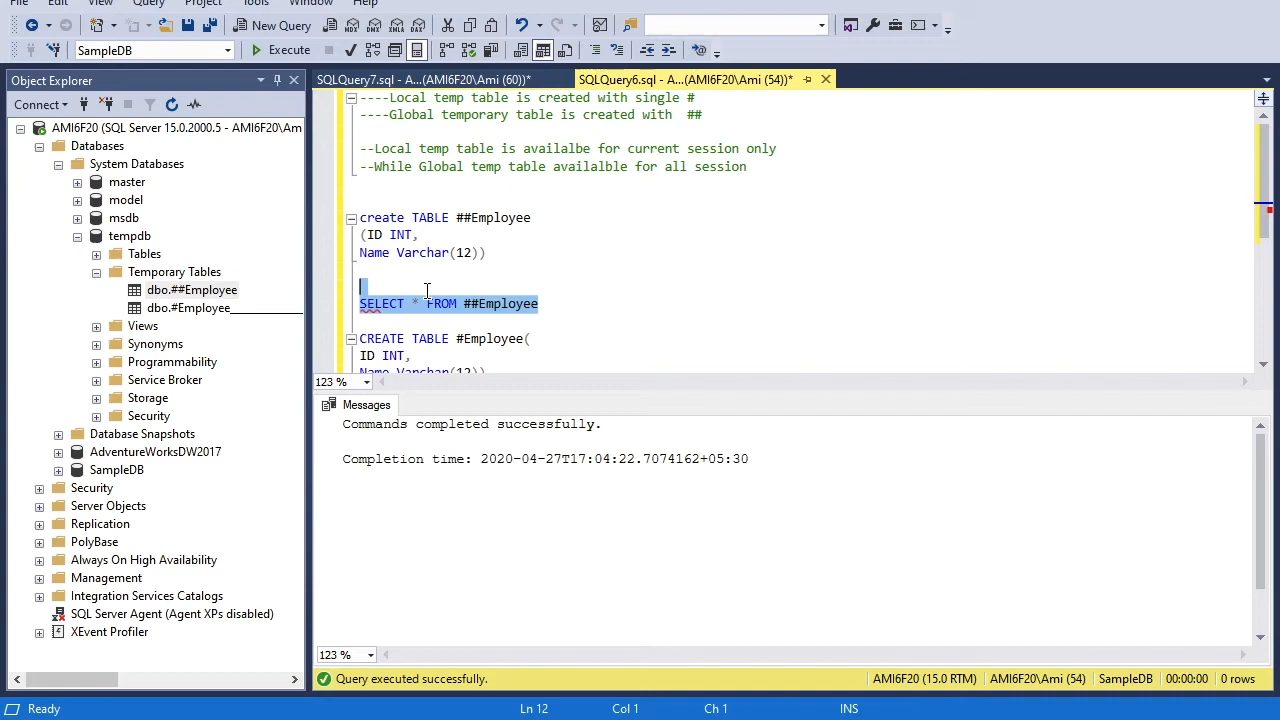 File Edit View Query Project Tools Window Help
New Query
MDX DMX XMLA DAX
SampleDB Execute
Object Explorer
Connect
AMI6F20 (SQL Server 15.0.2000.5 - AMI6F20\Am
Databases
System Databases
master
model
msdb
tempdb
Tables
Temporary Tables
dbo.##Employee
dbo.#Employee__________
Views
Synonyms
Programmability
Service Broker
Storage
Security
Database Snapshots
AdventureWorksDW2017
SampleDB
Security
Server Objects
Replication
PolyBase
Always On High Availability
Management
Integration Services Catalogs
SQL Server Agent (Agent XPs disabled)
XEvent Profiler
SQLQuery7.sql - A...(AMI6F20\Ami (60))* SQLQuery6.sql - A...(AMI6F20\Ami (54))*
----Local temp table is created with single #
----Global temporary table is created with  ##
--Local temp table is availalbe for current session only
--While Global temp table availalble for all session
create TABLE ##Employee
(ID INT,
Name Varchar(12))
SELECT * FROM ##Employee
CREATE TABLE #Employee(
ID INT,
Name Varchar(12))
123 %
Messages
Commands completed successfully.
Completion time: 2020-04-27T17:04:22.7074162+05:30
123 %
Query executed successfully. AMI6F20 (15.0 RTM) AMI6F20\Ami (54) SampleDB 00:00:00 0 rows
Ready Ln 12 Col 1 Ch 1 INS